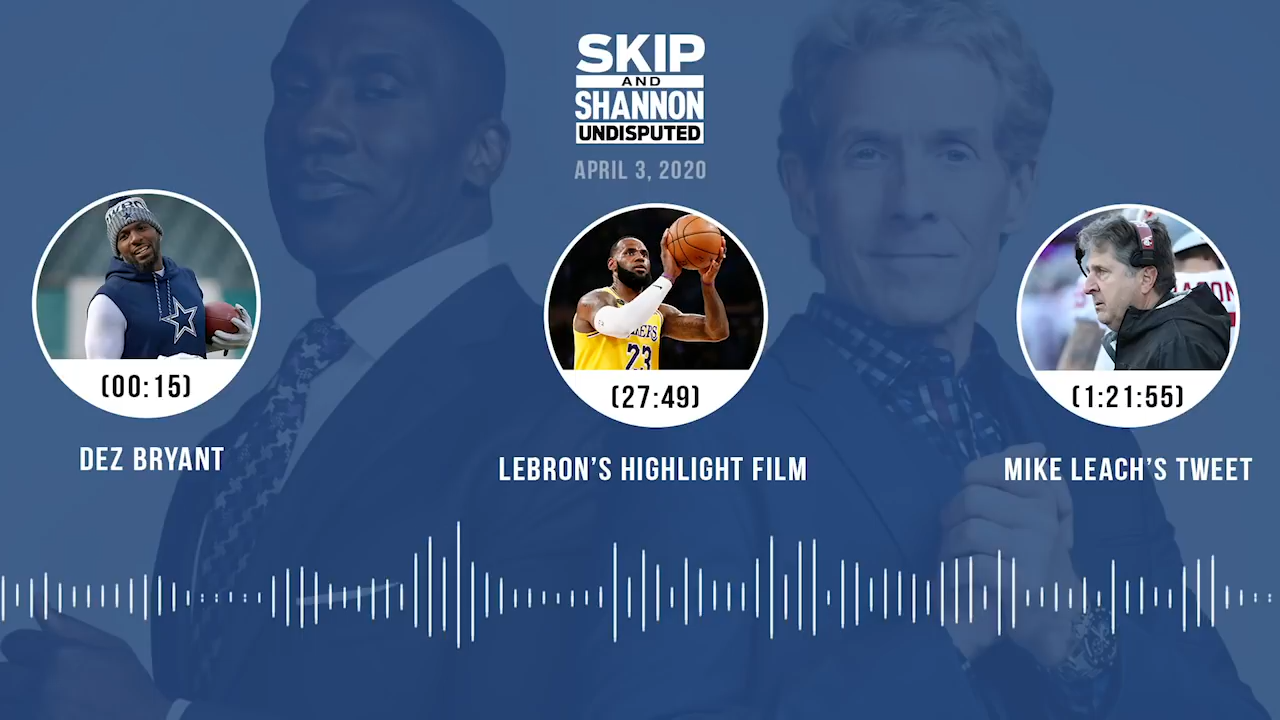 SKIP
AND
SHANNON
UNDISPUTED
APRIL 3, 2020
(00:15)
DEZ BRYANT
23
(27:49)
LEBRON’S HIGHLIGHT FILM
(1:21:55)
MIKE LEACH’S TWEET